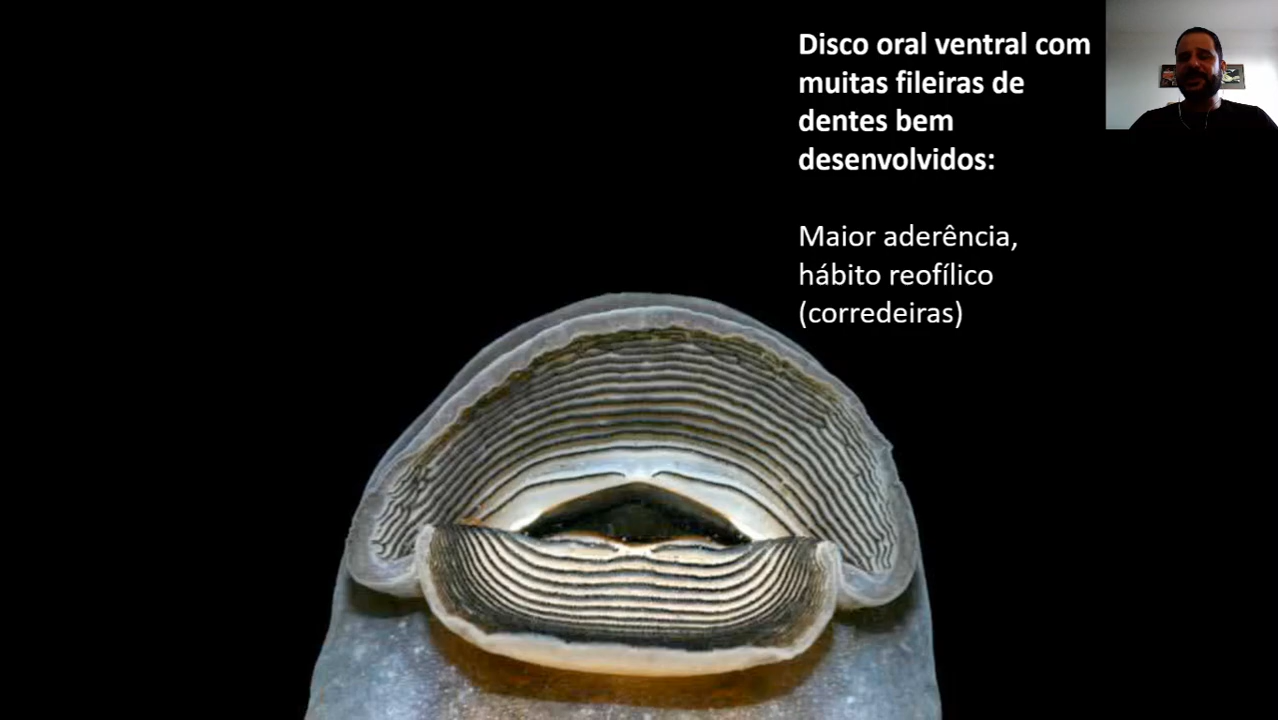 Disco oral ventral com
muitas fileiras de
dentes bem
desenvolvidos:
Maior aderência,
hábito reofílico
(corredeiras)